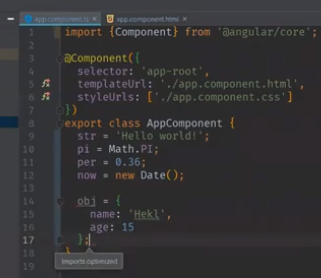 app.component.ts × app.component.html ×
1 import {Component} from '@angular/core';
2
3 @Component({
4 selector: 'app-root',
5 templateUrl: './app.component.html',
6 styleUrls: ['./app.component.css']
7 })
8 export class AppComponent {
9 str = 'Hello world!';
10 pi = Math.PI;
11 per = 0.36;
12 now = new Date();
13
14 obj = {
15 name: 'Hekl',
16 age: 15
17 };
18 }
19
Imports optimized